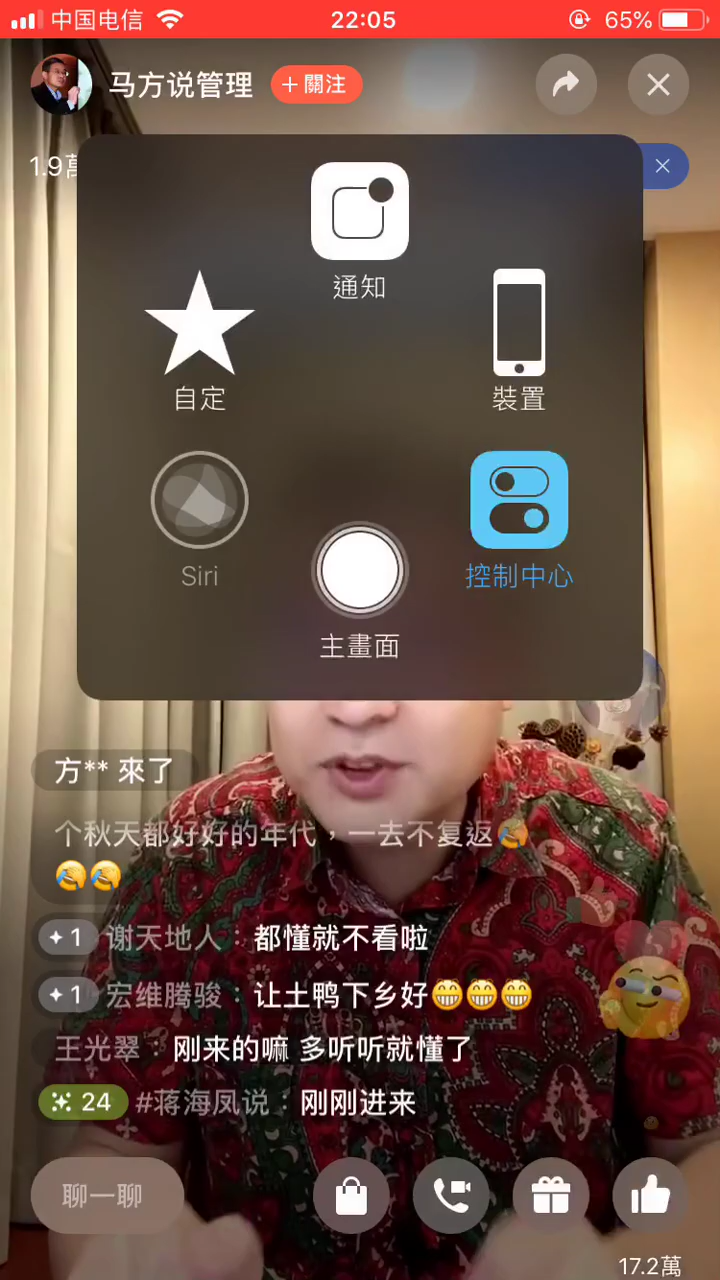 中国电信
22:05
65%
马方说管理
+關注
1.9萬
通知
自定
裝置
Siri
控制中心
主畫面
方** 來了
个秋天都好好的年代，一去不复返🤣
🤣🤣
1 谢天地人：都懂就不看啦
1 宏维腾骏：让土鸭下乡好😁😁😁
王光翠：刚来的嘛 多听听就懂了
24 #蒋海凤说：刚刚进来
聊一聊
17.2萬